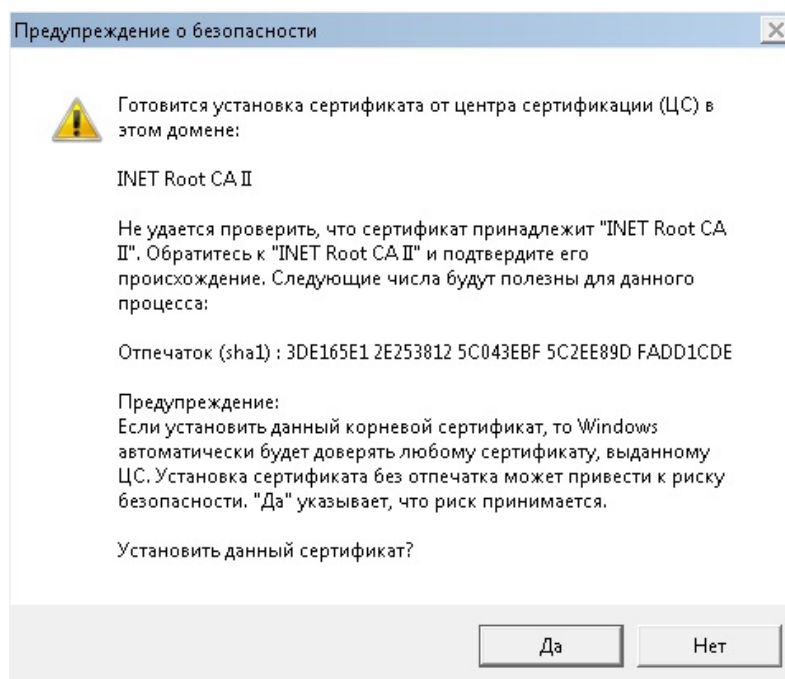 Предупреждение о безопасности
Готовится установка сертификата от центра сертификации (ЦС) в
этом домене:
INET Root CA II
Не удается проверить, что сертификат принадлежит "INET Root CA
II". Обратитесь к "INET Root CA II" и подтвердите его
происхождение. Следующие числа будут полезны для данного
процесса:
Отпечаток (sha1) : 3DE165E1 2E253812 5C043EBF 5C2EE89D FADD1CDE
Предупреждение:
Если установить данный корневой сертификат, то Windows
автоматически будет доверять любому сертификату, выданному
ЦС. Установка сертификата без отпечатка может привести к риску
безопасности. "Да" указывает, что риск принимается.
Установить данный сертификат?
Да
Нет